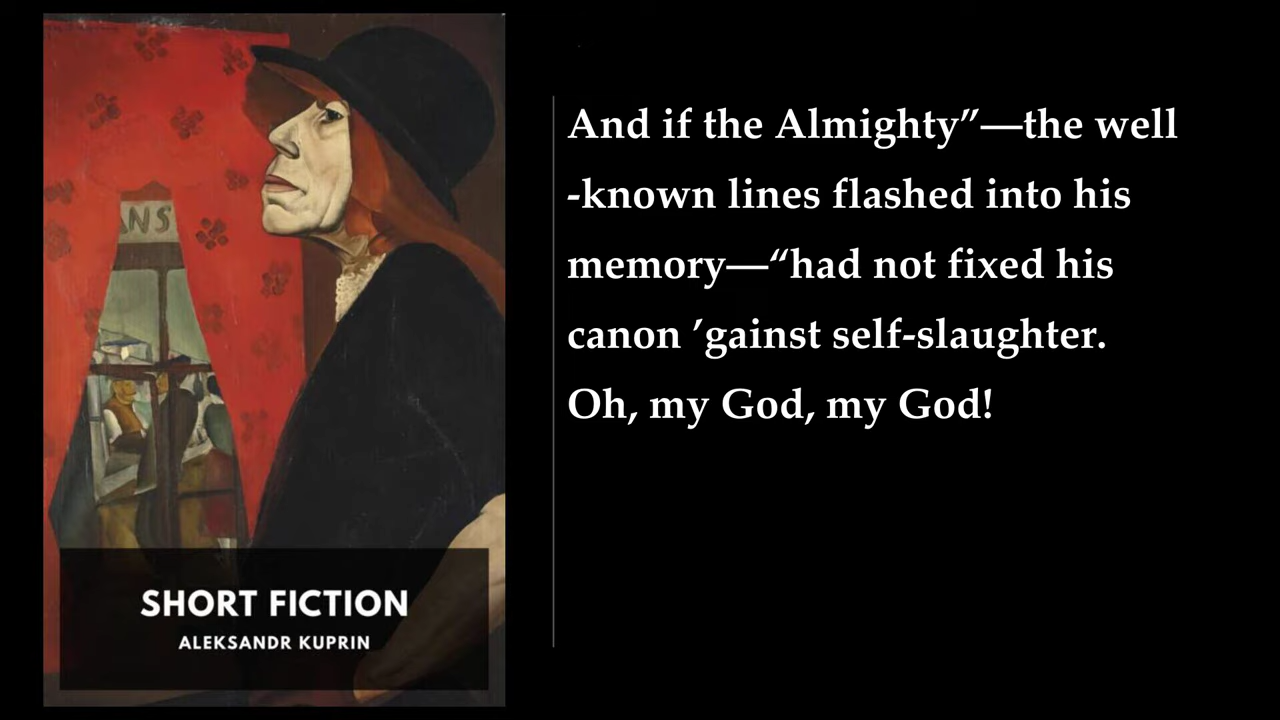 ANS
SHORT FICTION
ALEKSANDR KUPRIN
And if the Almighty”—the well
-known lines flashed into his
memory—“had not fixed his
canon ’gainst self-slaughter.
Oh, my God, my God!